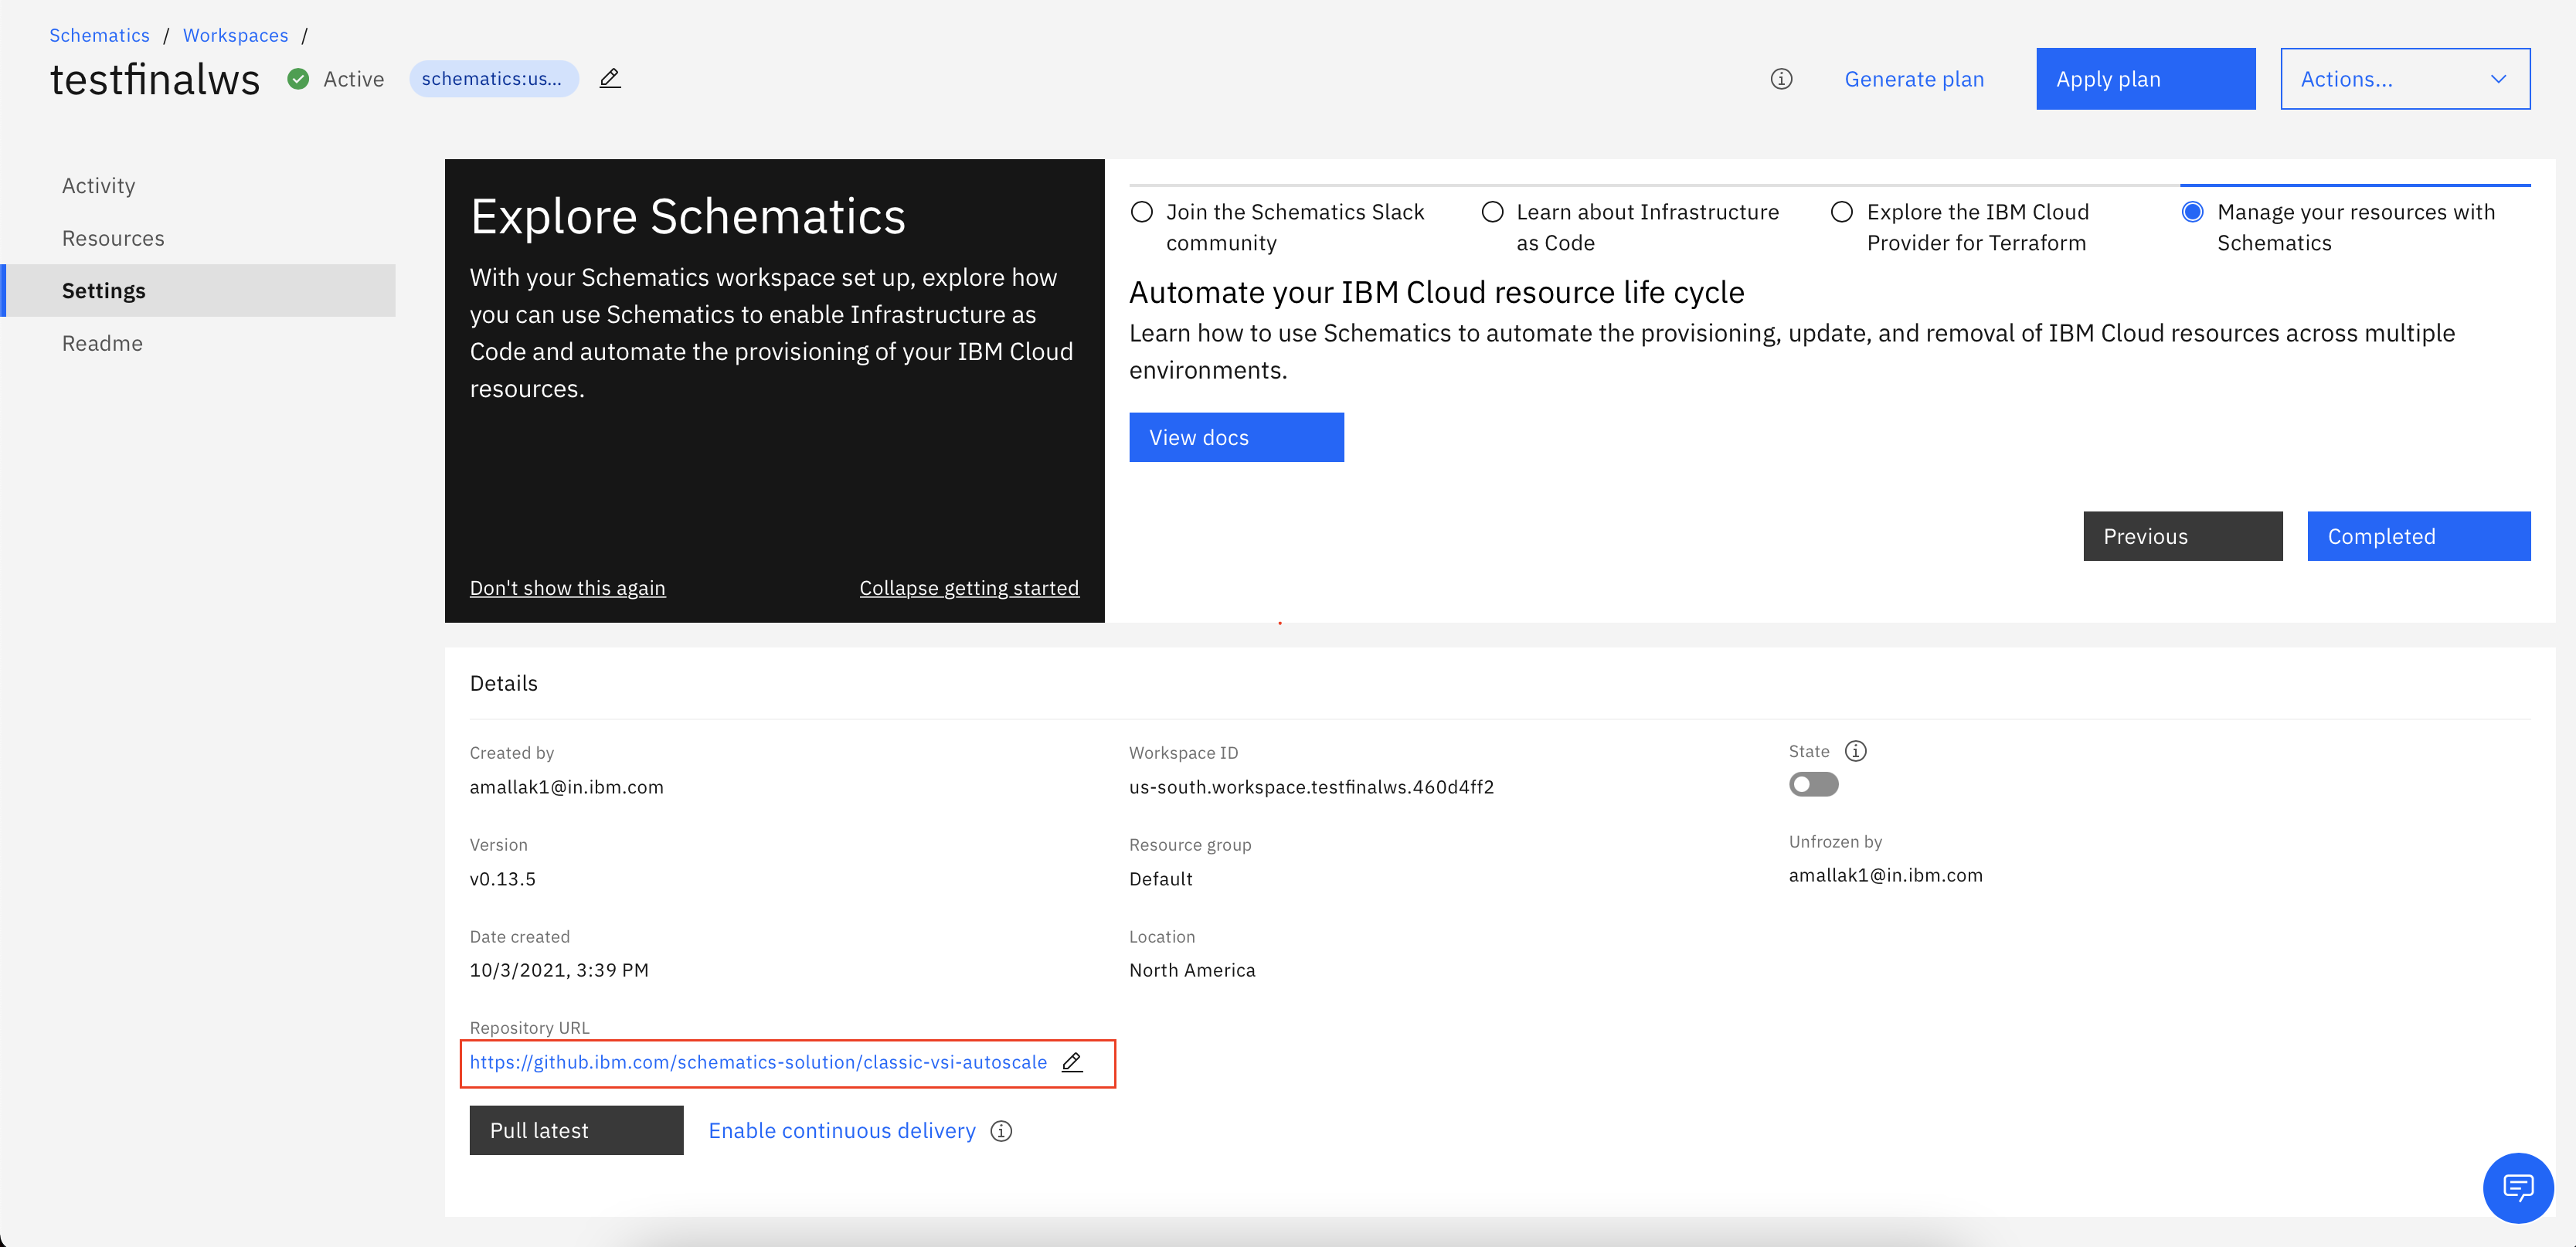 Schematics / Workspaces /
testfinalws Active schematics:us...
Generate plan Apply plan Actions...
Activity
Resources
Settings
Readme
Explore Schematics
With your Schematics workspace set up, explore how
you can use Schematics to enable Infrastructure as
Code and automate the provisioning of your IBM Cloud
resources.
Don't show this again Collapse getting started
Join the Schematics Slack
community
Learn about Infrastructure
as Code
Explore the IBM Cloud
Provider for Terraform
Manage your resources with
Schematics
Automate your IBM Cloud resource life cycle
Learn how to use Schematics to automate the provisioning, update, and removal of IBM Cloud resources across multiple
environments.
View docs
Previous Completed
Details
Created by
amallak1@in.ibm.com
Workspace ID
us-south.workspace.testfinalws.460d4ff2
State
Version
v0.13.5
Resource group
Default
Unfrozen by
amallak1@in.ibm.com
Date created
10/3/2021, 3:39 PM
Location
North America
Repository URL
https://github.ibm.com/schematics-solution/classic-vsi-autoscale
Pull latest Enable continuous delivery